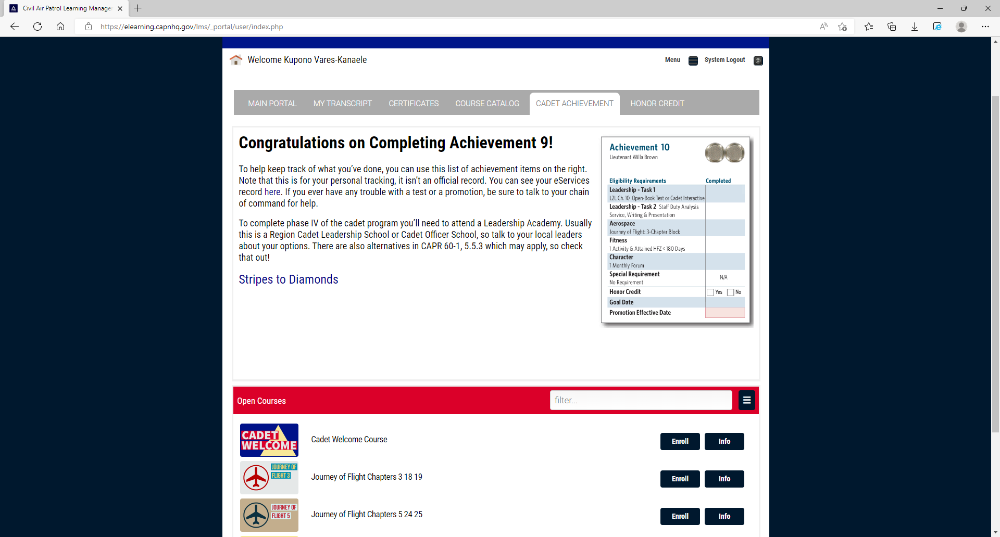 Civil Air Patrol Learning Manage
https://elearning.capnhq.gov/lms/_portal/user/index.php
Welcome Kupono Vares-Kanaele
Menu
System Logout
MAIN PORTAL
MY TRANSCRIPT
CERTIFICATES
COURSE CATALOG
CADET ACHIEVEMENT
HONOR CREDIT
Congratulations on Completing Achievement 9!
To help keep track of what you’ve done, you can use this list of achievement items on the right.
Note that this is for your personal tracking, it isn’t an official record. You can see your eServices
record here. If you ever have any trouble with a test or a promotion, be sure to talk to your chain
of command for help.
To complete phase IV of the cadet program you’ll need to attend a Leadership Academy. Usually
this is a Region Cadet Leadership School or Cadet Officer School, so talk to your local leaders
about your options. There are also alternatives in CAPR 60-1, 5.5.3 which may apply, so check
that out!
Stripes to Diamonds
Achievement 10
Lieutenant Willa Brown
Eligibility Requirements Completed
Leadership - Task 1
L2L Ch. 10 Open-Book Test or Cadet Interactive
Leadership - Task 2 Staff Duty Analysis
Service, Writing & Presentation
Aerospace
Journey of Flight: 3-Chapter Block
Fitness
1 Activity & Attained HFZ < 180 Days
Character
1 Monthly Forum
Special Requirement
No Requirement
N/A
Honor Credit Yes No
Goal Date
Promotion Effective Date
Open Courses
filter...
CADET
WELCOME
Cadet Welcome Course
Enroll
Info
JOURNEY OF
FLIGHT 3
Journey of Flight Chapters 3 18 19
Enroll
Info
JOURNEY OF
FLIGHT 5
Journey of Flight Chapters 5 24 25
Enroll
Info